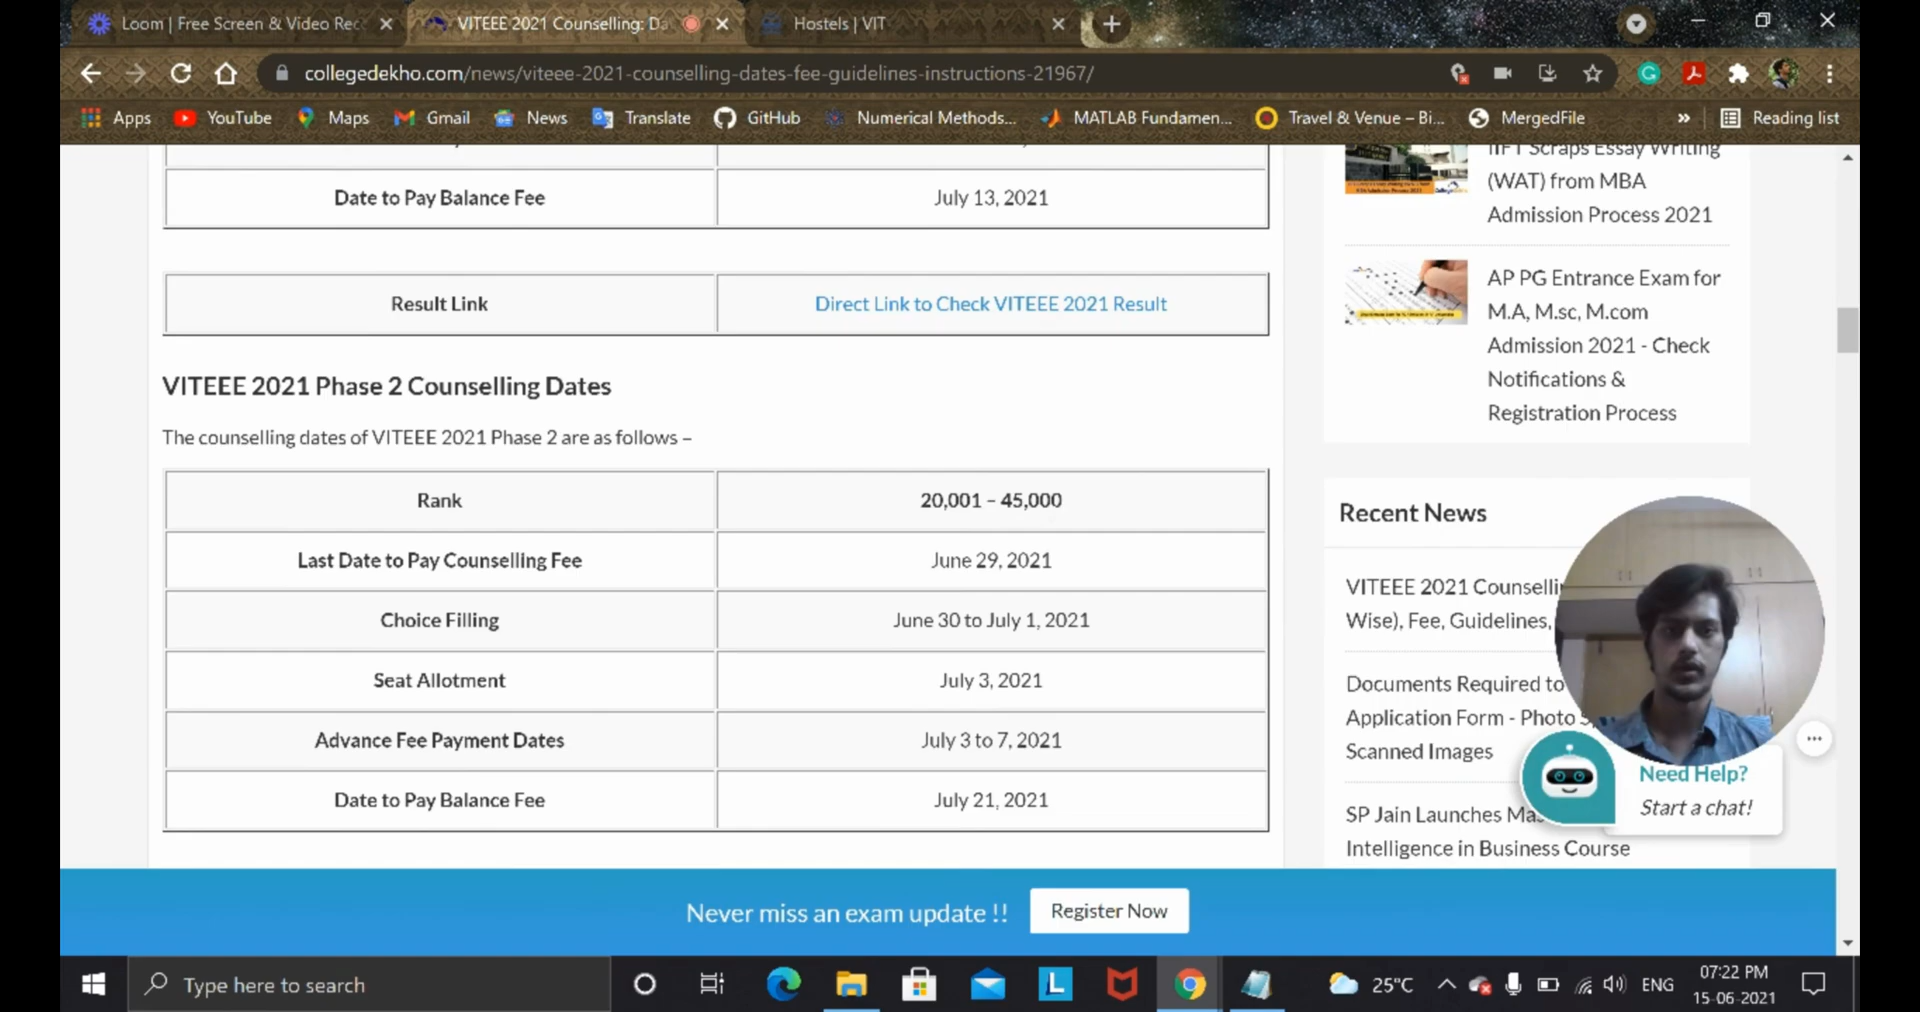 Loom | Free Screen & Video Rec
VITEEE 2021 Counselling: Da
Hostels | VIT
collegedekho.com/news/viteee-2021-counselling-dates-fee-guidelines-instructions-21967/
Apps
YouTube
Maps
Gmail
News
Translate
GitHub
Numerical Methods...
MATLAB Fundamen...
Travel & Venue – Bi...
MergedFile
»
Reading list
Date to Pay Balance Fee
July 13, 2021
Result Link
Direct Link to Check VITEEE 2021 Result
VITEEE 2021 Phase 2 Counselling Dates
The counselling dates of VITEEE 2021 Phase 2 are as follows –
Rank
20,001 – 45,000
Last Date to Pay Counselling Fee
June 29, 2021
Choice Filling
June 30 to July 1, 2021
Seat Allotment
July 3, 2021
Advance Fee Payment Dates
July 3 to 7, 2021
Date to Pay Balance Fee
July 21, 2021
IIFT Scraps Essay Writing
(WAT) from MBA
Admission Process 2021
AP PG Entrance Exam for
M.A, M.sc, M.com
Admission 2021 - Check
Notifications &
Registration Process
Recent News
VITEEE 2021 Counselli
Wise), Fee, Guidelines,
Documents Required to
Application Form - Photo S
Scanned Images
SP Jain Launches Mas
Intelligence in Business Course
Need Help?
Start a chat!
Never miss an exam update !!
Register Now
Type here to search
25°C
ENG
07:22 PM
15-06-2021